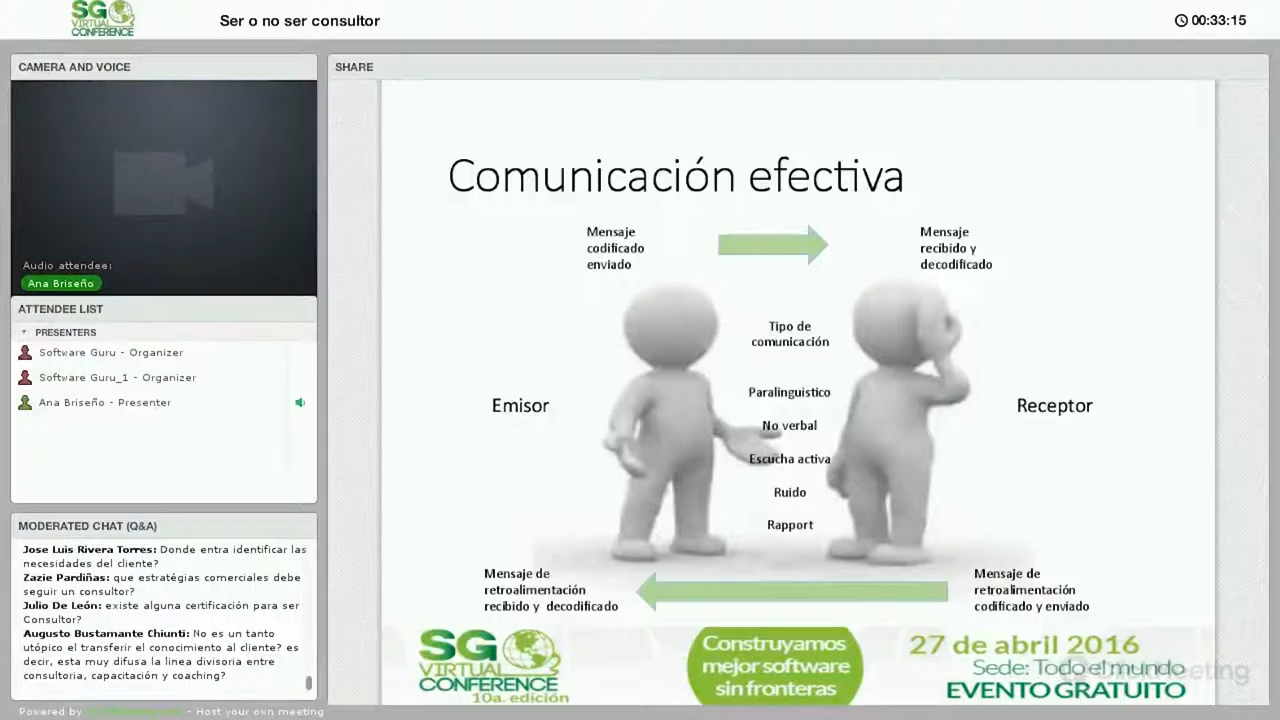 SG
VIRTUAL
CONFERENCE
Ser o no ser consultor
00:33:15
CAMERA AND VOICE
Audio attendee:
Ana Briseño
ATTENDEE LIST
PRESENTERS
Software Guru - Organizer
Software Guru_1 - Organizer
Ana Briseño - Presenter
MODERATED CHAT (Q&A)
Jose Luis Rivera Torres: Donde entra identificar las
necesidades del cliente?
Zazie Pardiñas: que estratégias comerciales debe
seguir un consultor?
Julio De León: existe alguna certificación para ser
Consultor?
Augusto Bustamante Chiunti: No es un tanto
utópico el transferir el conocimiento al cliente? es
decir, esta muy difusa la linea divisoria entre
consultoria, capacitación y coaching?
Powered by
- Host your own meeting
SHARE
Comunicación efectiva
Mensaje
codificado
enviado
Mensaje
recibido y
decodificado
Tipo de
comunicación
Paralinguistico
No verbal
Escucha activa
Ruido
Rapport
Emisor
Receptor
Mensaje de
retroalimentación
recibido y decodificado
Mensaje de
retroalimentación
codificado y enviado
SG
VIRTUAL
CONFERENCE
10a. edición
Construyamos
mejor software
sin fronteras
27 de abril 2016
Sede: Todo el mundo
EVENTO GRATUITO